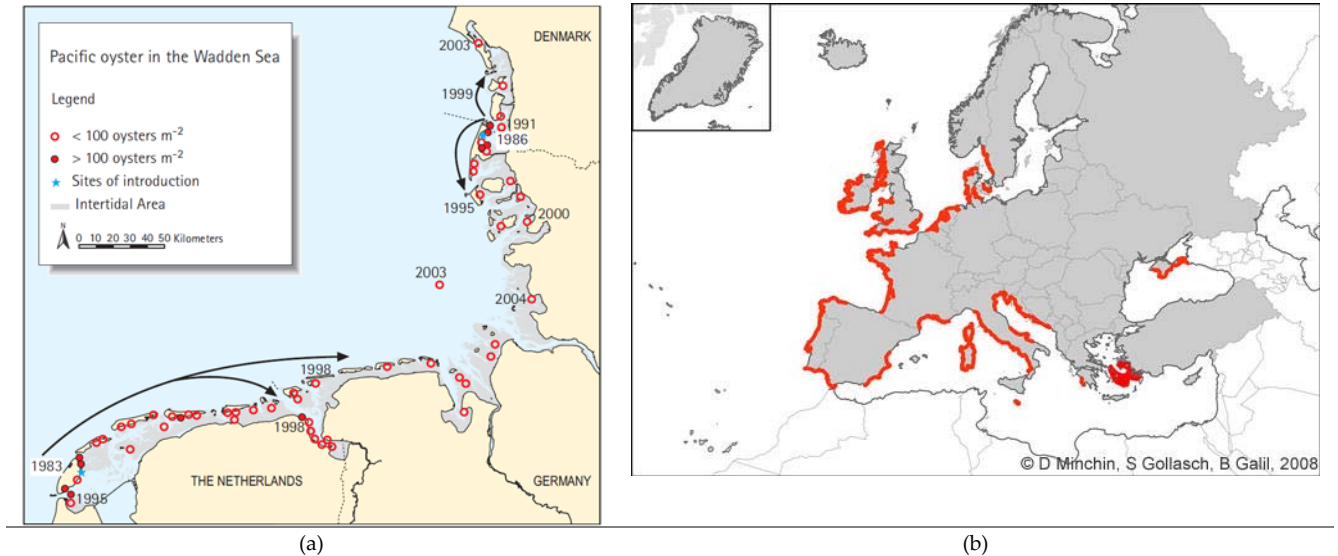 Pacific oyster in the Wadden Sea
Legend
< 100 oysters m⁻²
> 100 oysters m⁻²
Sites of introduction
Intertidal Area
N
0 10 20 30 40 50 Kilometers
DENMARK
2003
1999
1991
1986
1995
2000
2003
2004
1998
1998
1983
1995
THE NETHERLANDS
GERMANY
© D Minchin, S Gollasch, B Galil, 2008
(a)
(b)